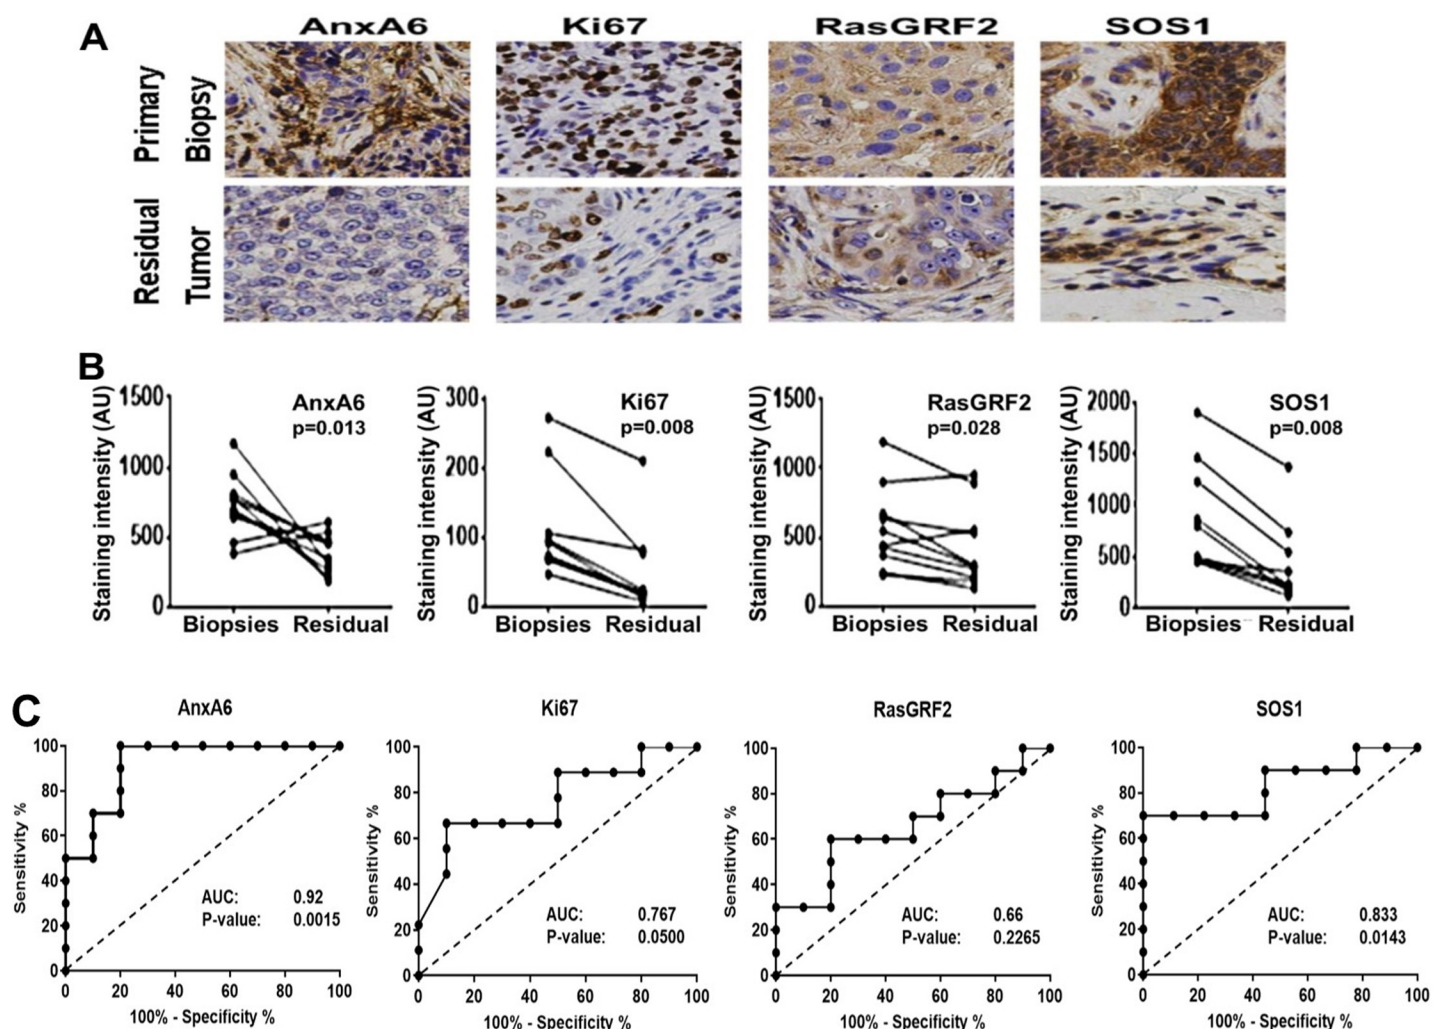 A
AnxA6 Ki67 RasGRF2 SOS1
Primary Biopsy
Residual Tumor
B
Staining intensity (AU)
1500
1000
500
0
AnxA6
p=0.013
Biopsies Residual
Staining intensity (AU)
300
200
100
0
Ki67
p=0.008
Biopsies Residual
Staining intensity (AU)
1500
1000
500
0
RasGRF2
p=0.028
Biopsies Residual
Staining intensity (AU)
2000
1500
1000
500
0
SOS1
p=0.008
Biopsies Residual
C
AnxA6
Sensitivity %
100
80
60
40
20
0
AUC: 0.92
P-value: 0.0015
0 20 40 60 80 100
100% - Specificity %
Ki67
Sensitivity %
100
80
60
40
20
0
AUC: 0.767
P-value: 0.0500
0 20 40 60 80 100
100% - Specificity %
RasGRF2
Sensitivity %
100
80
60
40
20
0
AUC: 0.66
P-value: 0.2265
0 20 40 60 80 100
100% - Specificity %
SOS1
Sensitivity %
100
80
60
40
20
0
AUC: 0.833
P-value: 0.0143
0 20 40 60 80 100
100% - Specificity %